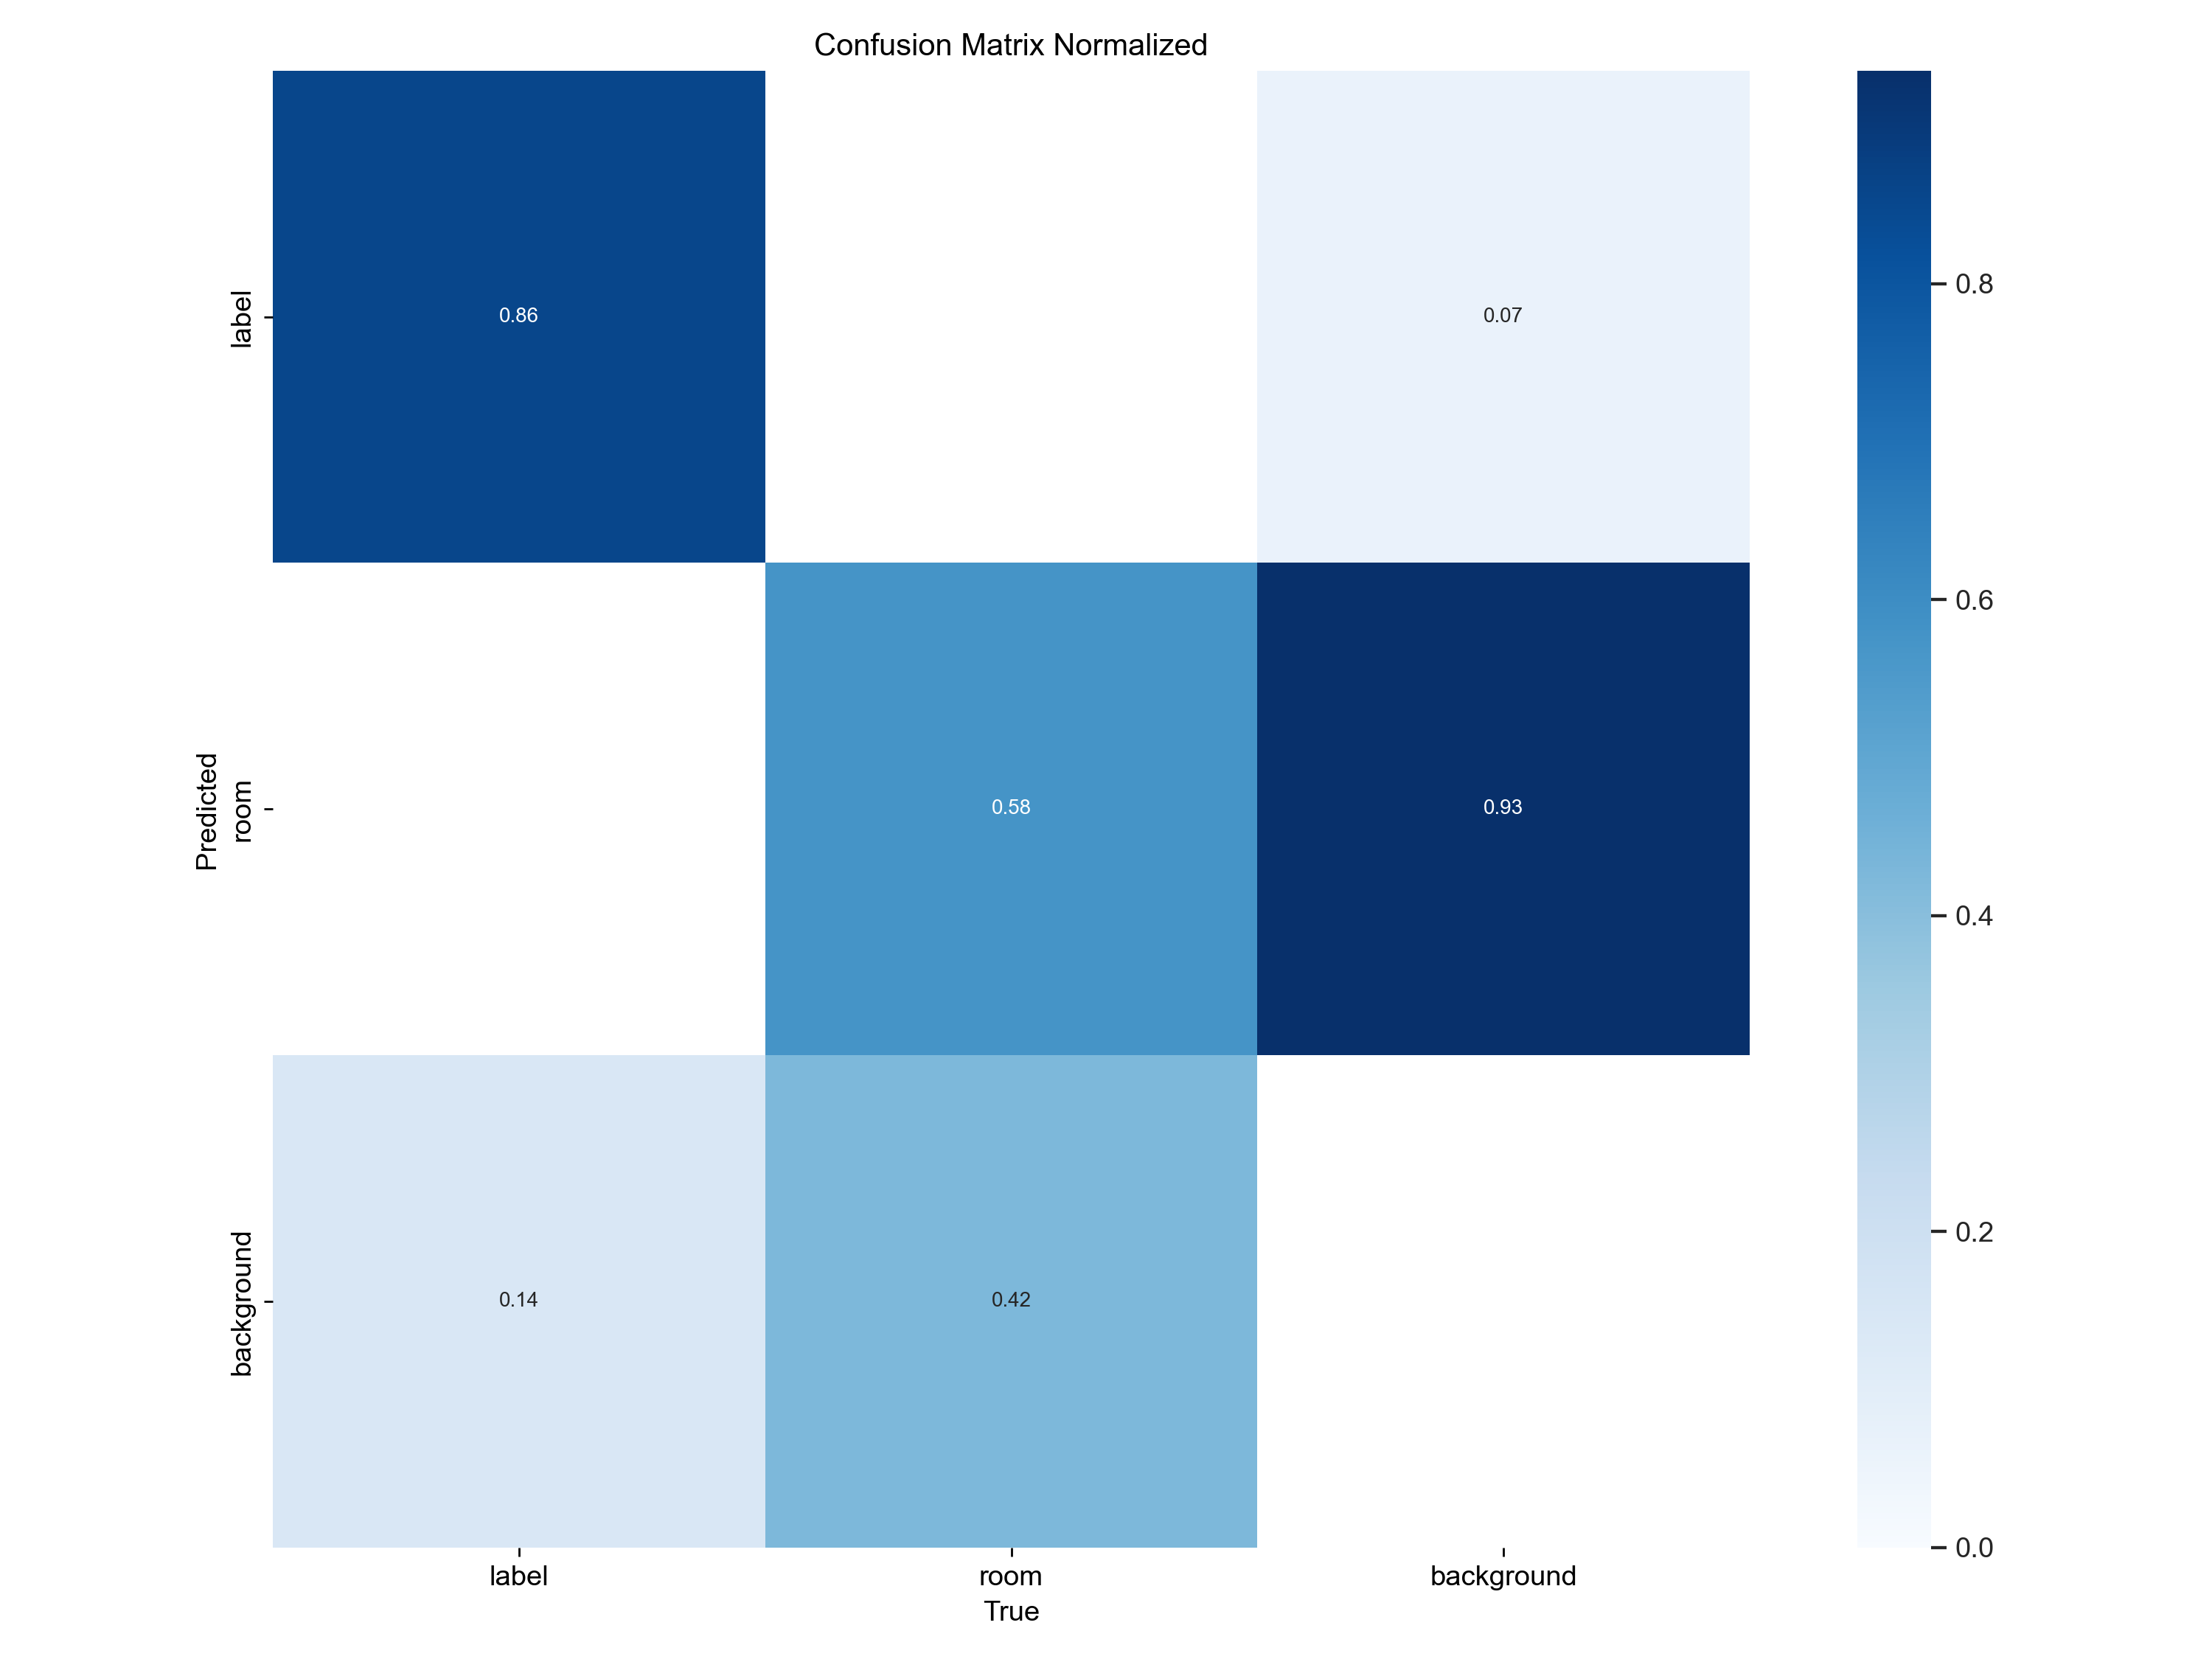 Confusion Matrix Normalized
label
0.86
0.07
Predicted
room
0.58
0.93
background
0.14
0.42
label
room
background
True
0.8
0.6
0.4
0.2
0.0